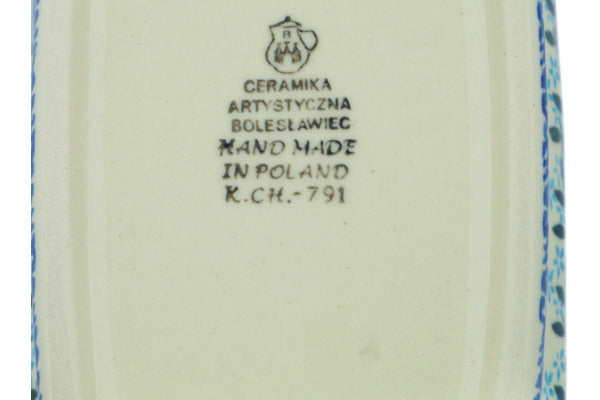 B
CERAMIKA
ARTYSTYCZNA
BOLESŁAWIEC
HAND MADE
IN POLAND
K.CH.-791